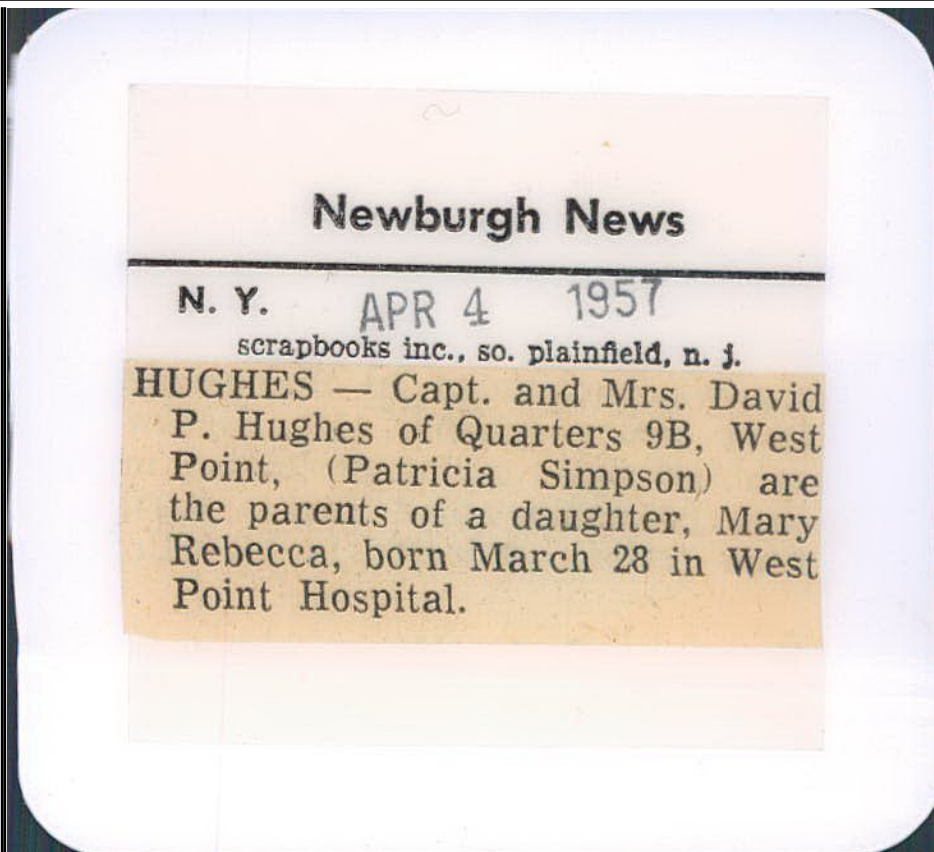 Newburgh News
N. Y. APR 4 1957
scrapbooks inc., so. plainfield, n. j.
HUGHES — Capt. and Mrs. David
P. Hughes of Quarters 9B, West
Point, (Patricia Simpson) are
the parents of a daughter, Mary
Rebecca, born March 28 in West
Point Hospital.